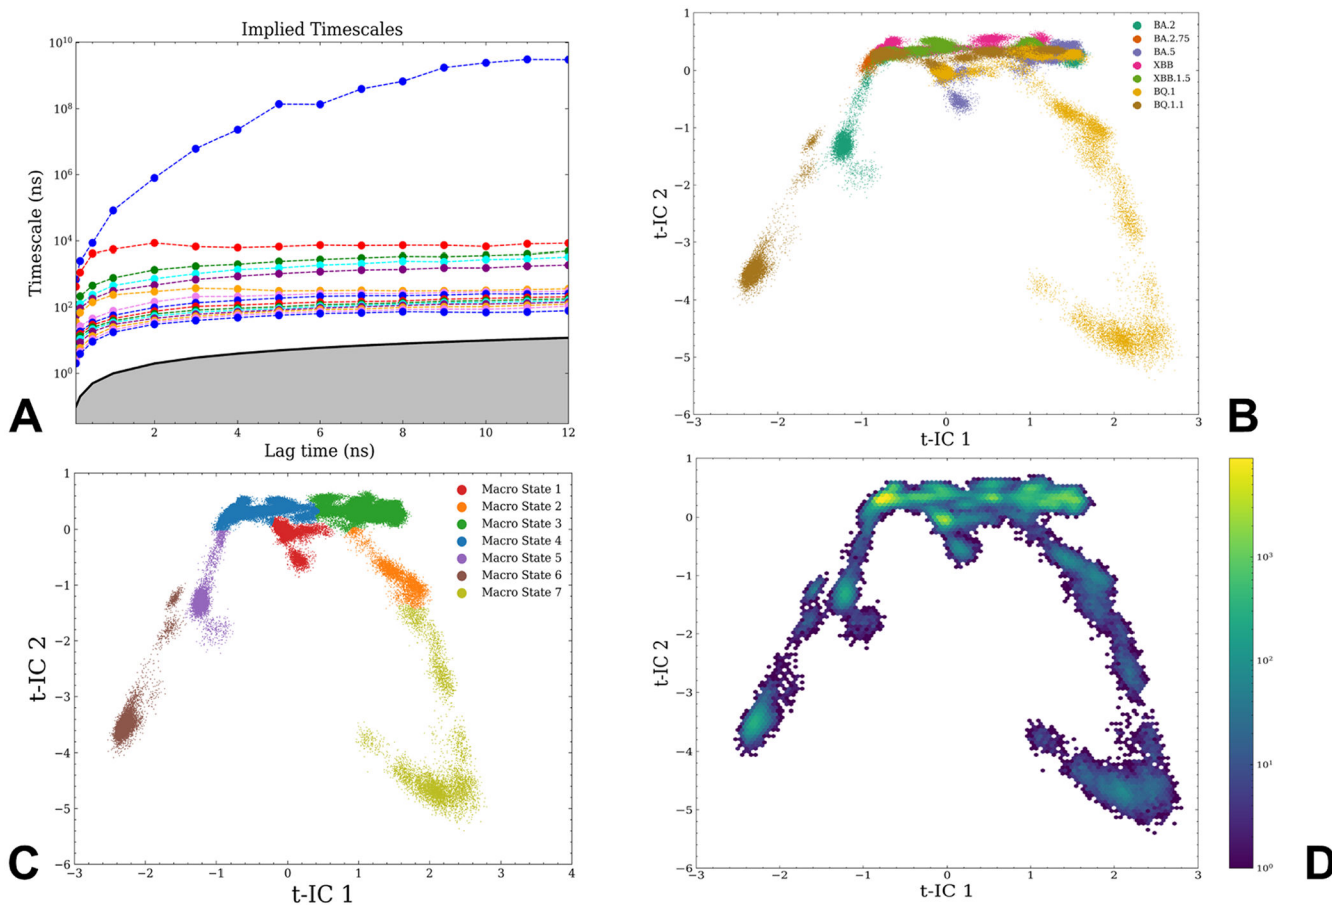 Implied Timescales
10^10
10^8
10^6
10^4
10^2
10^0
Timescale (ns)
2
4
6
8
10
12
Lag time (ns)
A
1
0
−1
−2
−3
−4
−5
−6
t-IC 2
BA.2
BA.2.75
BA.5
XBB
XBB.1.5
BQ.1
BQ.1.1
−3
−2
−1
0
1
2
3
t-IC 1
B
1
0
−1
−2
−3
−4
−5
−6
t-IC 2
Macro State 1
Macro State 2
Macro State 3
Macro State 4
Macro State 5
Macro State 6
Macro State 7
−3
−2
−1
0
1
2
3
4
t-IC 1
C
1
0
−1
−2
−3
−4
−5
−6
t-IC 2
−3
−2
−1
0
1
2
3
t-IC 1
10^3
10^2
10^1
10^0
D